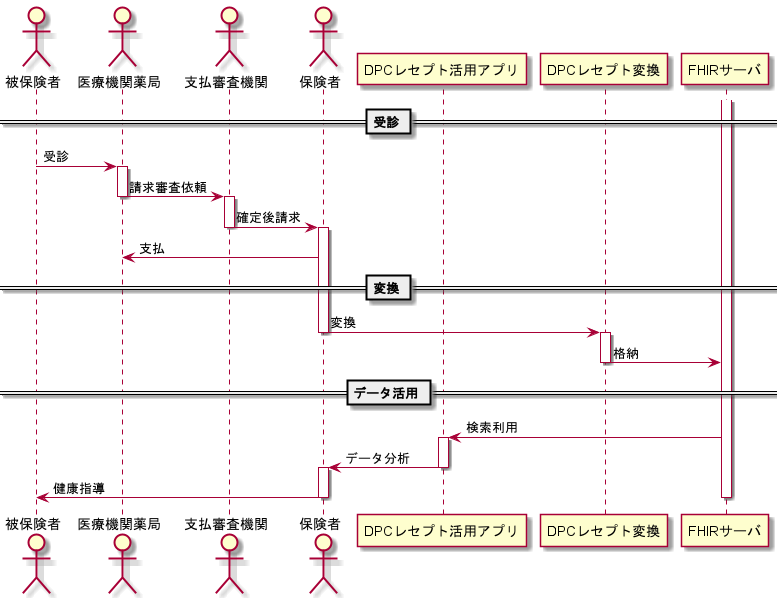 被保険者
医療機関薬局
支払審査機関
保険者
DPCレセプト活用アプリ
DPCレセプト変換
FHIRサーバ
受診
受診
請求審査依頼
確定後請求
支払
変換
変換
格納
データ活用
検索利用
データ分析
健康指導
被保険者
医療機関薬局
支払審査機関
保険者
DPCレセプト活用アプリ
DPCレセプト変換
FHIRサーバ